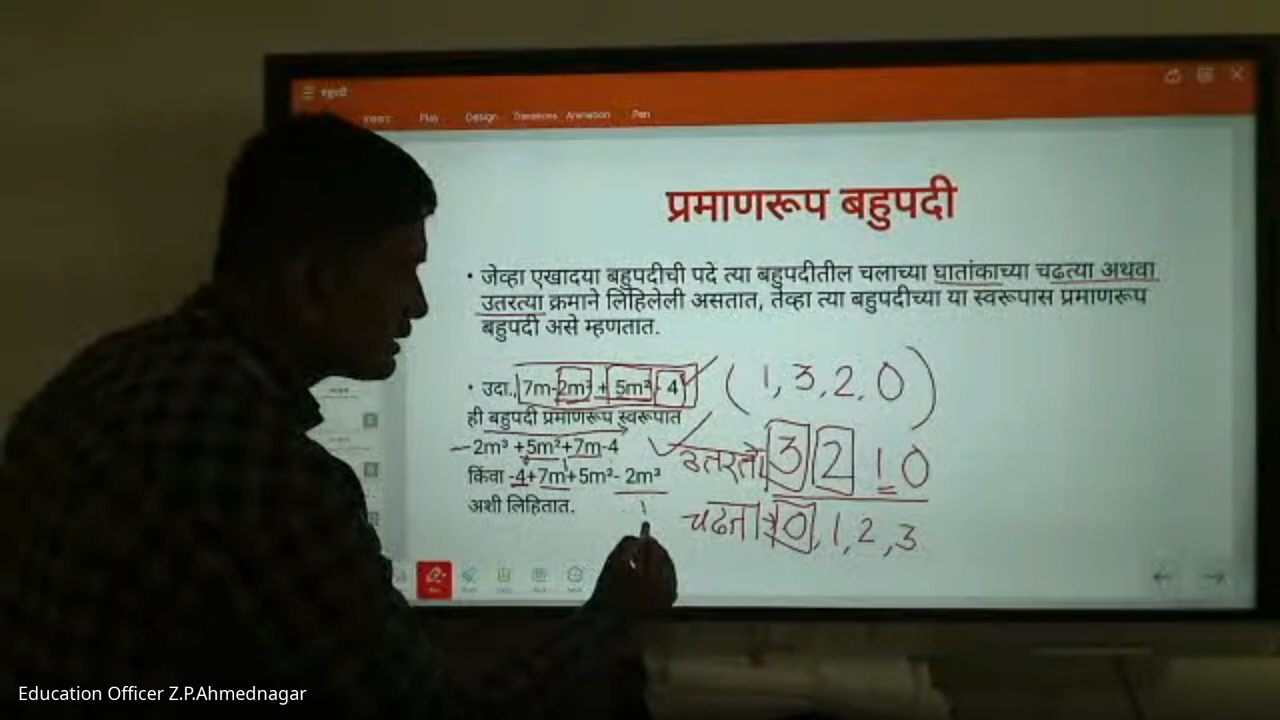 View Play Design Transitions Animation Pen
प्रमाणरूप बहुपदी
• जेव्हा एखादया बहुपदीची पदे त्या बहुपदीतील चलाच्या घातांकाच्या चढत्या अथवा
उतरत्या क्रमाने लिहिलेली असतात, तेव्हा त्या बहुपदीच्या या स्वरूपास प्रमाणरूप
बहुपदी असे म्हणतात.
• उदा., 7m-2m³ + 5m² - 4
(1,3,2,0)
ही बहुपदी प्रमाणरूप स्वरूपात
-2m³ +5m²+7m-4
उतरता 3 2 1 0
किंवा -4+7m+5m²- 2m³
अशी लिहितात.
चढता 0,1,2,3
Education Officer Z.P.Ahmednagar